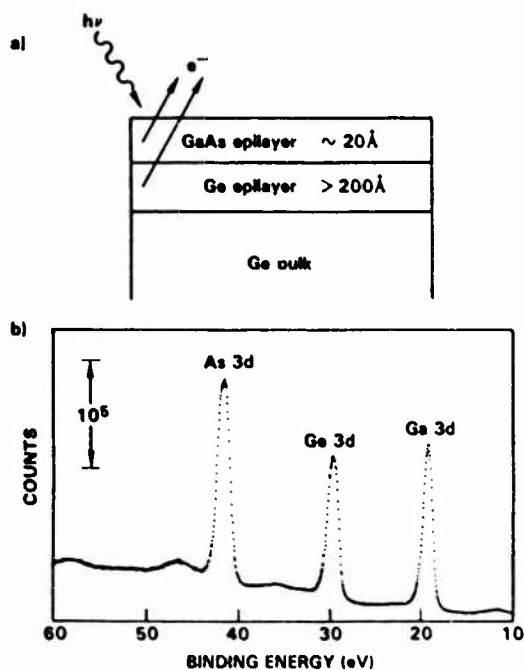 a)
hν
e⁻
GaAs epilayer ~ 20Å
Ge epilayer > 200Å
Ge bulk
b)
As 3d
10⁵
Ge 3d
Ga 3d
COUNTS
60 50 40 30 20 10
BINDING ENERGY (eV)